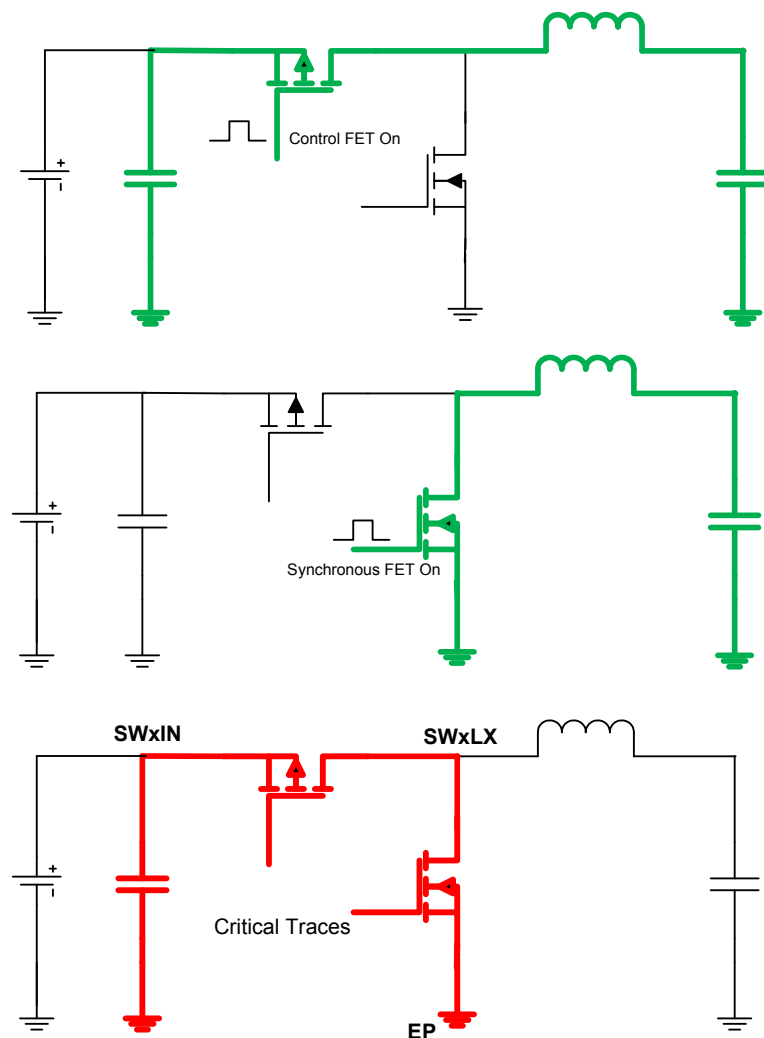 +
Control FET On
+
Synchronous FET On
SWxIN
SWxLX
+
Critical Traces
EP